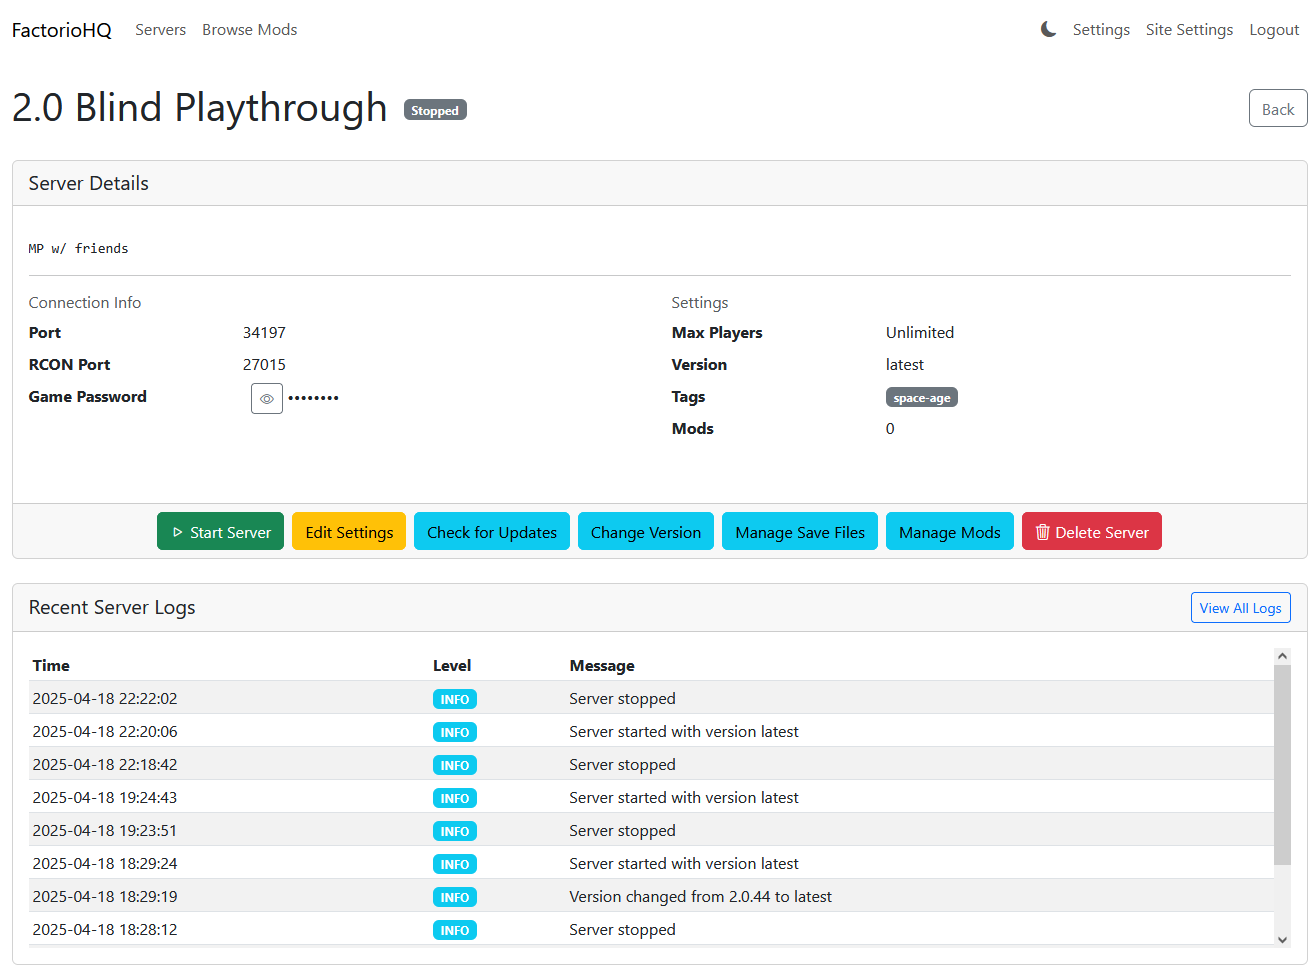 FactorioHQ Servers Browse Mods Settings Site Settings Logout
2.0 Blind Playthrough Stopped Back
Server Details
MP w/ friends
Connection Info Settings
Port 34197 Max Players Unlimited
RCON Port 27015 Version latest
Game Password •••••••• Tags space-age
Mods 0
Start Server Edit Settings Check for Updates Change Version Manage Save Files Manage Mods Delete Server
Recent Server Logs View All Logs
Time Level Message
2025-04-18 22:22:02 INFO Server stopped
2025-04-18 22:20:06 INFO Server started with version latest
2025-04-18 22:18:42 INFO Server stopped
2025-04-18 19:24:43 INFO Server started with version latest
2025-04-18 19:23:51 INFO Server stopped
2025-04-18 18:29:24 INFO Server started with version latest
2025-04-18 18:29:19 INFO Version changed from 2.0.44 to latest
2025-04-18 18:28:12 INFO Server stopped